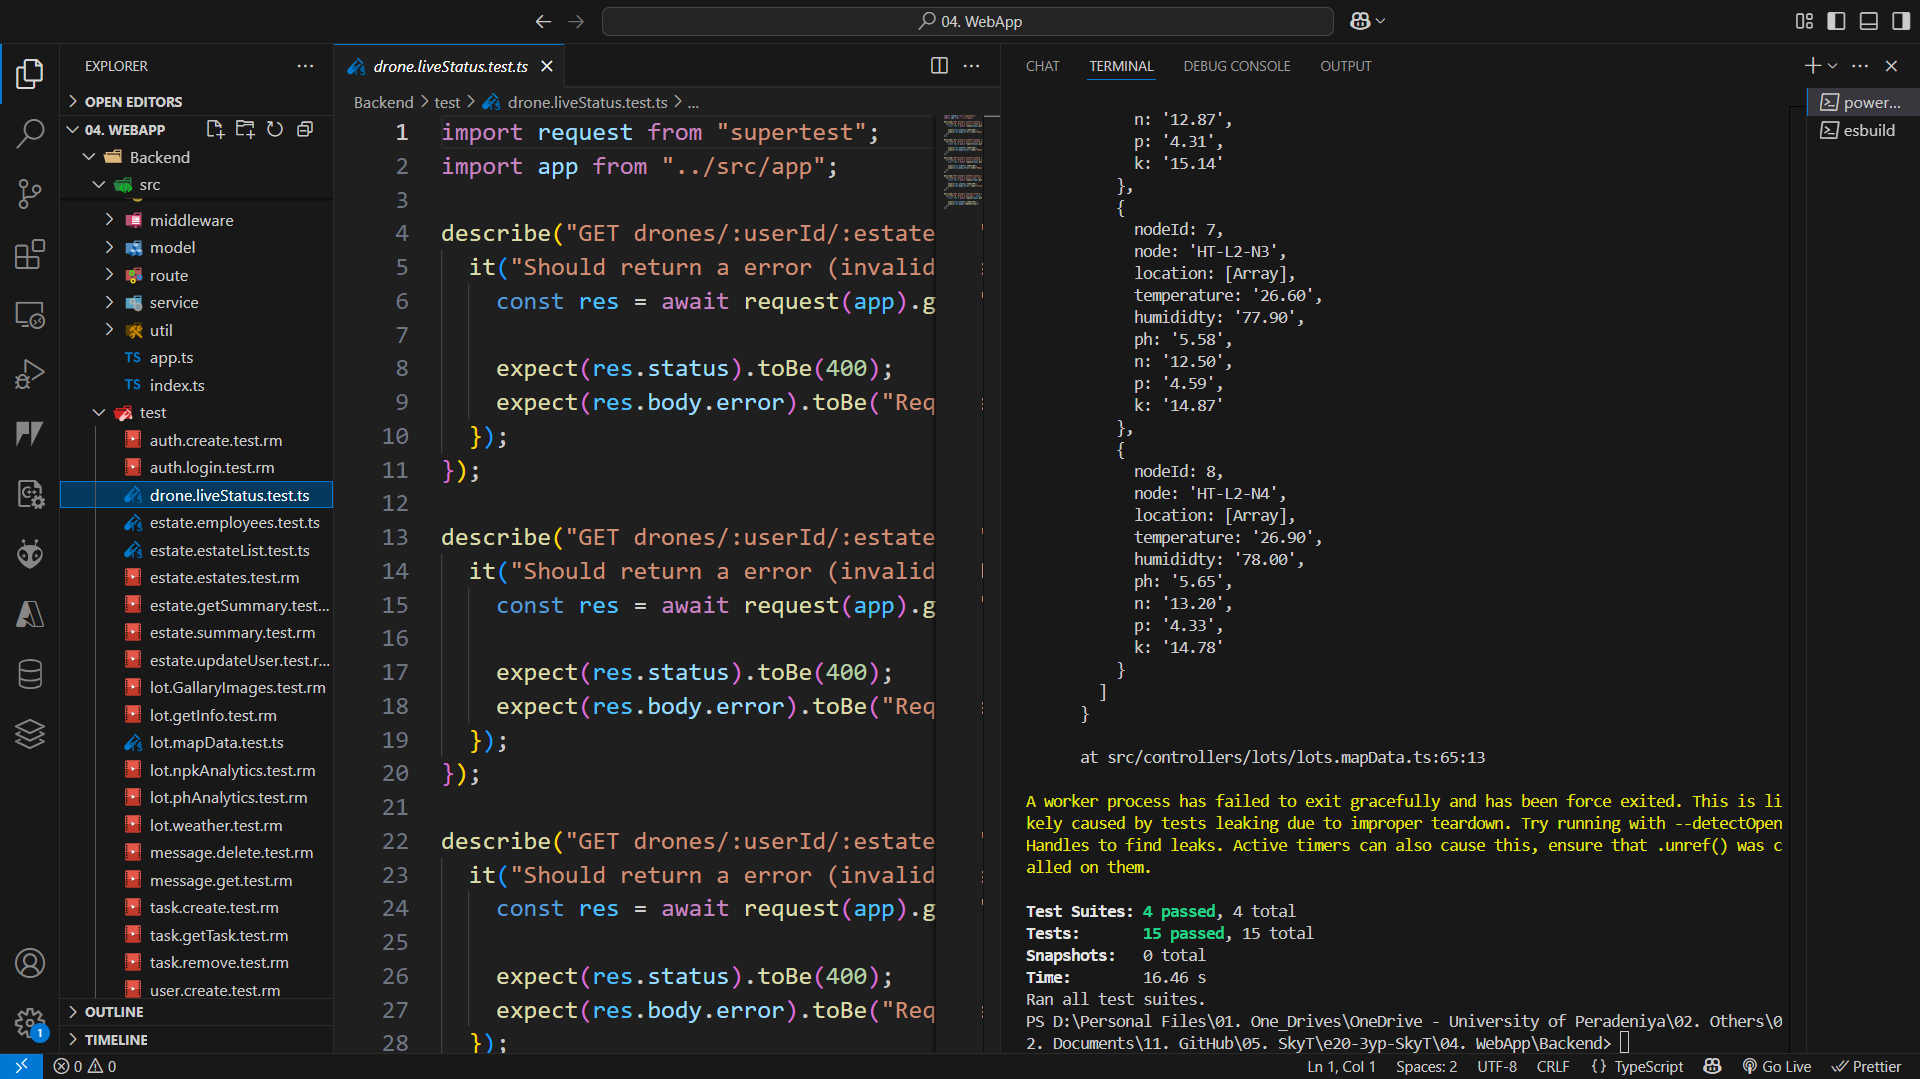 04. WebApp
EXPLORER
OPEN EDITORS
04. WEBAPP
Backend
src
middleware
model
route
service
util
TS app.ts
TS index.ts
test
auth.create.test.rm
auth.login.test.rm
drone.liveStatus.test.ts
estate.employees.test.ts
estate.estateList.test.ts
estate.estates.test.rm
estate.getSummary.test...
estate.summary.test.rm
estate.updateUser.test.r...
lot.GallaryImages.test.rm
lot.getInfo.test.rm
lot.mapData.test.ts
lot.npkAnalytics.test.rm
lot.phAnalytics.test.rm
lot.weather.test.rm
message.delete.test.rm
message.get.test.rm
task.create.test.rm
task.getTask.test.rm
task.remove.test.rm
user.create.test.rm
OUTLINE
TIMELINE
1
drone.liveStatus.test.ts
Backend > test > drone.liveStatus.test.ts > ...
1 import request from "supertest";
2 import app from "../src/app";
3
4 describe("GET drones/:userId/:estate
5 it("Should return a error (invalid
6 const res = await request(app).g
7
8 expect(res.status).toBe(400);
9 expect(res.body.error).toBe("Req
10 });
11 });
12
13 describe("GET drones/:userId/:estate
14 it("Should return a error (invalid
15 const res = await request(app).g
16
17 expect(res.status).toBe(400);
18 expect(res.body.error).toBe("Req
19 });
20 });
21
22 describe("GET drones/:userId/:estate
23 it("Should return a error (invalid
24 const res = await request(app).g
25
26 expect(res.status).toBe(400);
27 expect(res.body.error).toBe("Req
28 });
CHAT TERMINAL DEBUG CONSOLE OUTPUT
power...
esbuild
n: '12.87',
p: '4.31',
k: '15.14'
},
{
nodeId: 7,
node: 'HT-L2-N3',
location: [Array],
temperature: '26.60',
humididty: '77.90',
ph: '5.58',
n: '12.50',
p: '4.59',
k: '14.87'
},
{
nodeId: 8,
node: 'HT-L2-N4',
location: [Array],
temperature: '26.90',
humididty: '78.00',
ph: '5.65',
n: '13.20',
p: '4.33',
k: '14.78'
}
]
}
at src/controllers/lots/lots.mapData.ts:65:13
A worker process has failed to exit gracefully and has been force exited. This is li
kely caused by tests leaking due to improper teardown. Try running with --detectOpen
Handles to find leaks. Active timers can also cause this, ensure that .unref() was c
alled on them.
Test Suites: 4 passed, 4 total
Tests: 15 passed, 15 total
Snapshots: 0 total
Time: 16.46 s
Ran all test suites.
PS D:\Personal Files\01. One_Drives\OneDrive - University of Peradeniya\02. Others\0
2. Documents\11. GitHub\05. SkyT\e20-3yp-SkyT\04. WebApp\Backend>
0 0
Ln 1, Col 1 Spaces: 2 UTF-8 CRLF {} TypeScript Go Live Prettier